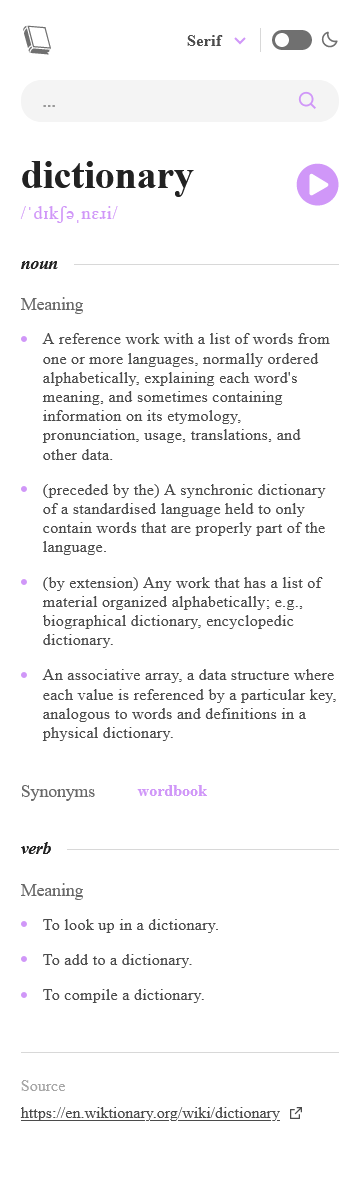 Serif
...
dictionary
/ˈdɪkʃəˌnɛɹi/
noun
Meaning
A reference work with a list of words from
one or more languages, normally ordered
alphabetically, explaining each word's
meaning, and sometimes containing
information on its etymology,
pronunciation, usage, translations, and
other data.
(preceded by the) A synchronic dictionary
of a standardised language held to only
contain words that are properly part of the
language.
(by extension) Any work that has a list of
material organized alphabetically; e.g.,
biographical dictionary, encyclopedic
dictionary.
An associative array, a data structure where
each value is referenced by a particular key,
analogous to words and definitions in a
physical dictionary.
Synonyms wordbook
verb
Meaning
To look up in a dictionary.
To add to a dictionary.
To compile a dictionary.
Source
https://en.wiktionary.org/wiki/dictionary